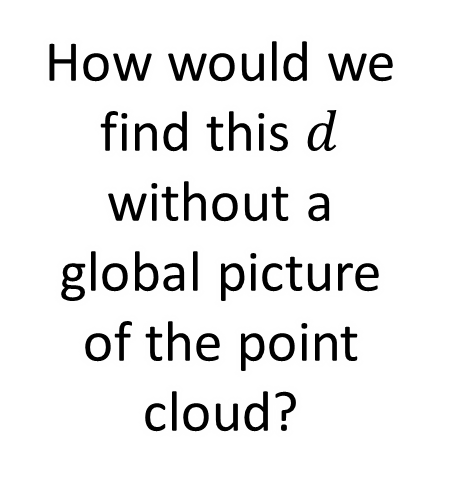 How would we
find this d
without a
global picture
of the point
cloud?